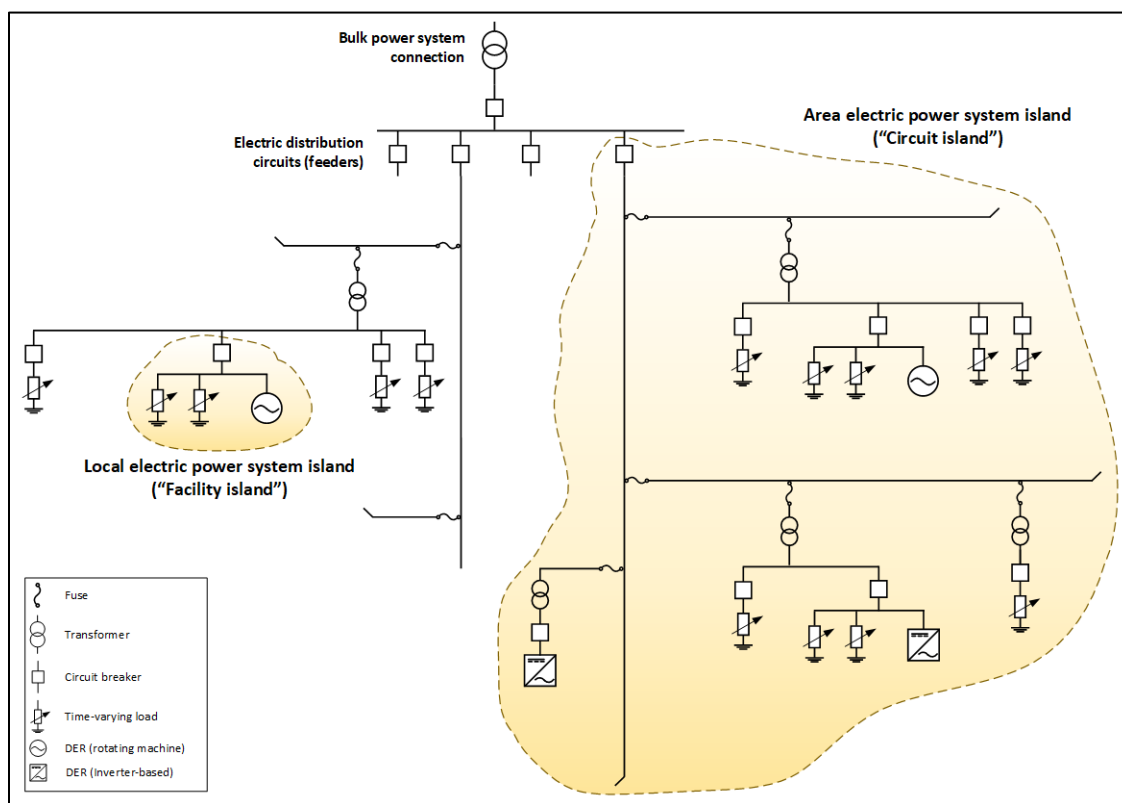 Bulk power system
connection
Area electric power system island
(“Circuit island”)
Electric distribution
circuits (feeders)
Local electric power system island
(“Facility island”)
Fuse
Transformer
Circuit breaker
Time-varying load
DER (rotating machine)
DER (Inverter-based)